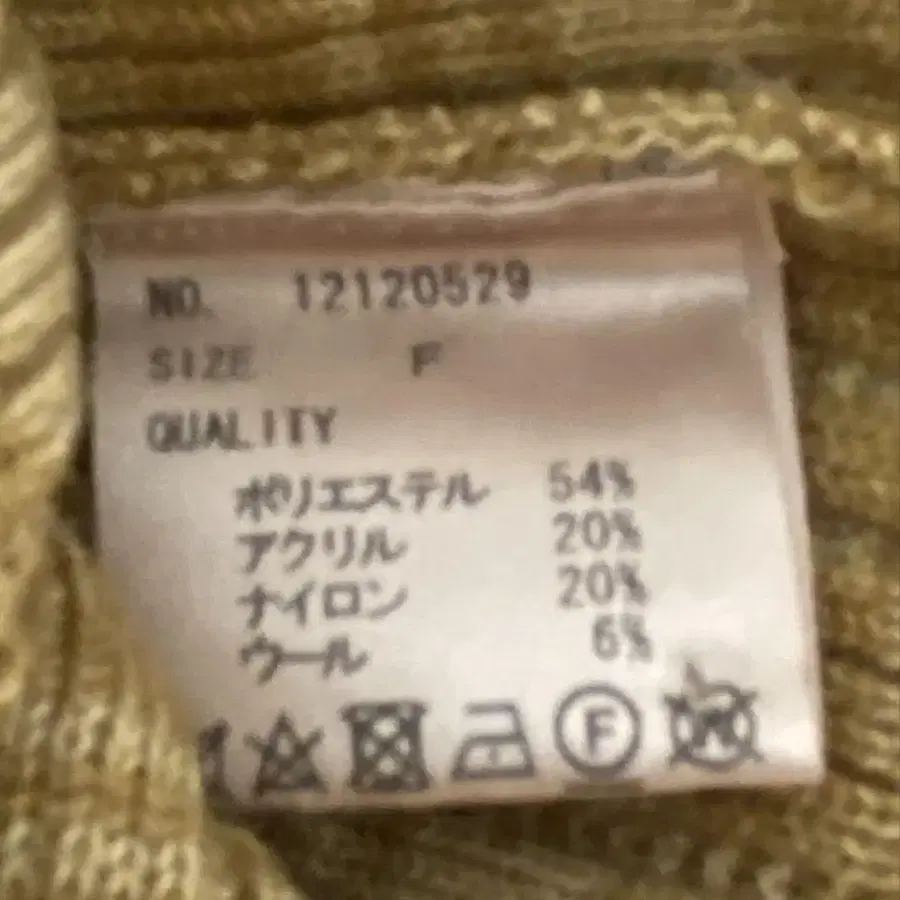 NO. 12120529
SIZE F
QUALITY
ポリエステル 54%
アクリル 20%
ナイロン 20%
ウール 6%
F
W